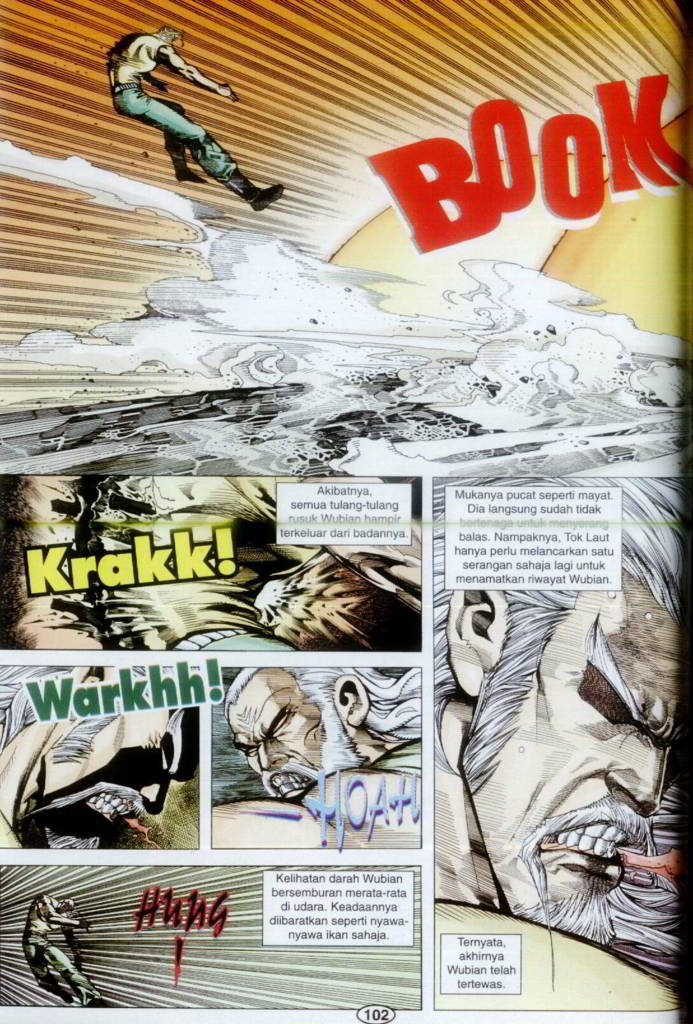 BOOK
Akibatnya,
semua tulang-tulang
rusuk Wubian hampir
terkeluar dari badannya.
Krakk!
Mukanya pucat seperti mayat.
Dia langsung sudah tidak
bertenaga untuk menyerang
balas. Nampaknya, Tok Laut
hanya perlu melancarkan satu
serangan sahaja lagi untuk
menamatkan riwayat Wubian.
Warkhh!
HOAH
HUNG
!
Kelihatan darah Wubian
bersemburan merata-rata
di udara. Keadaannya
diibaratkan seperti nyawa-
nyawa ikan sahaja.
Ternyata,
akhirnya
Wubian telah
tertewas.
102